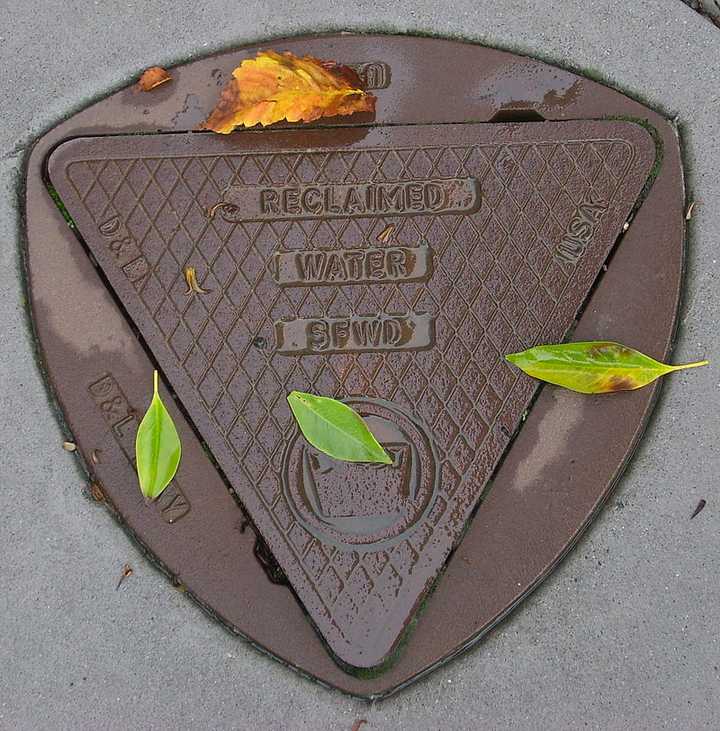 RECLAIMED
WATER
SFWD
D&L
USA
D&L
Y